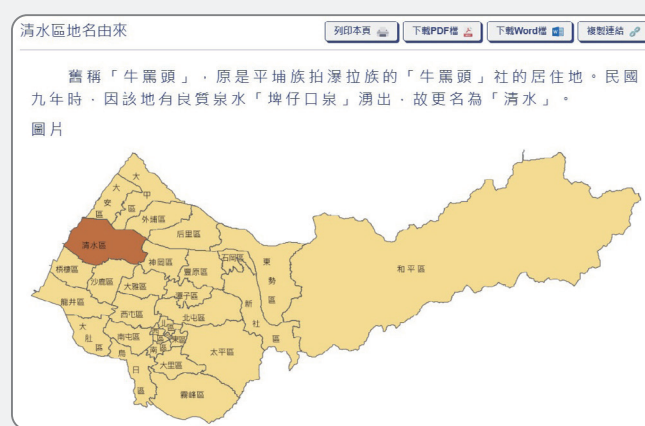 清水區地名由來
列印本頁
下載PDF檔
下載Word檔
複製連結
舊稱「牛罵頭」，原是平埔族拍瀑拉族的「牛罵頭」社的居住地。民國
九年時，因該地有良質泉水「埤仔口泉」湧出，故更名為「清水」。
圖片
大甲區
大安區
外埔區
后里區
清水區
神岡區
豐原區
石岡區
東勢區
和平區
梧棲區
沙鹿區
大雅區
潭子區
新社區
龍井區
西屯區
北屯區
大肚區
南屯區
北區
東區
南區
太平區
烏日區
大里區
霧峰區